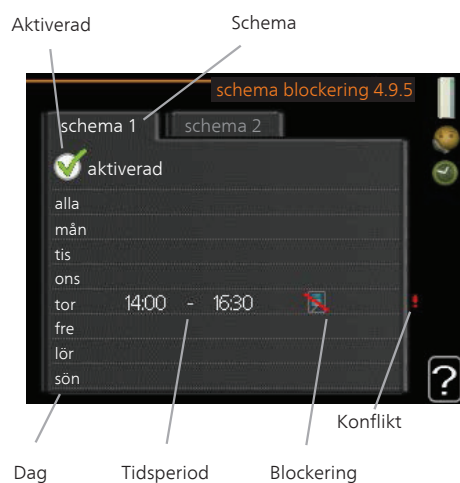 Aktiverad
Schema
schema blockering 4.9.5
schema 1
schema 2
aktiverad
alla
mån
tis
ons
tor 14:00 - 16:30
fre
lör
sön
?
Konflikt
Dag
Tidsperiod
Blockering